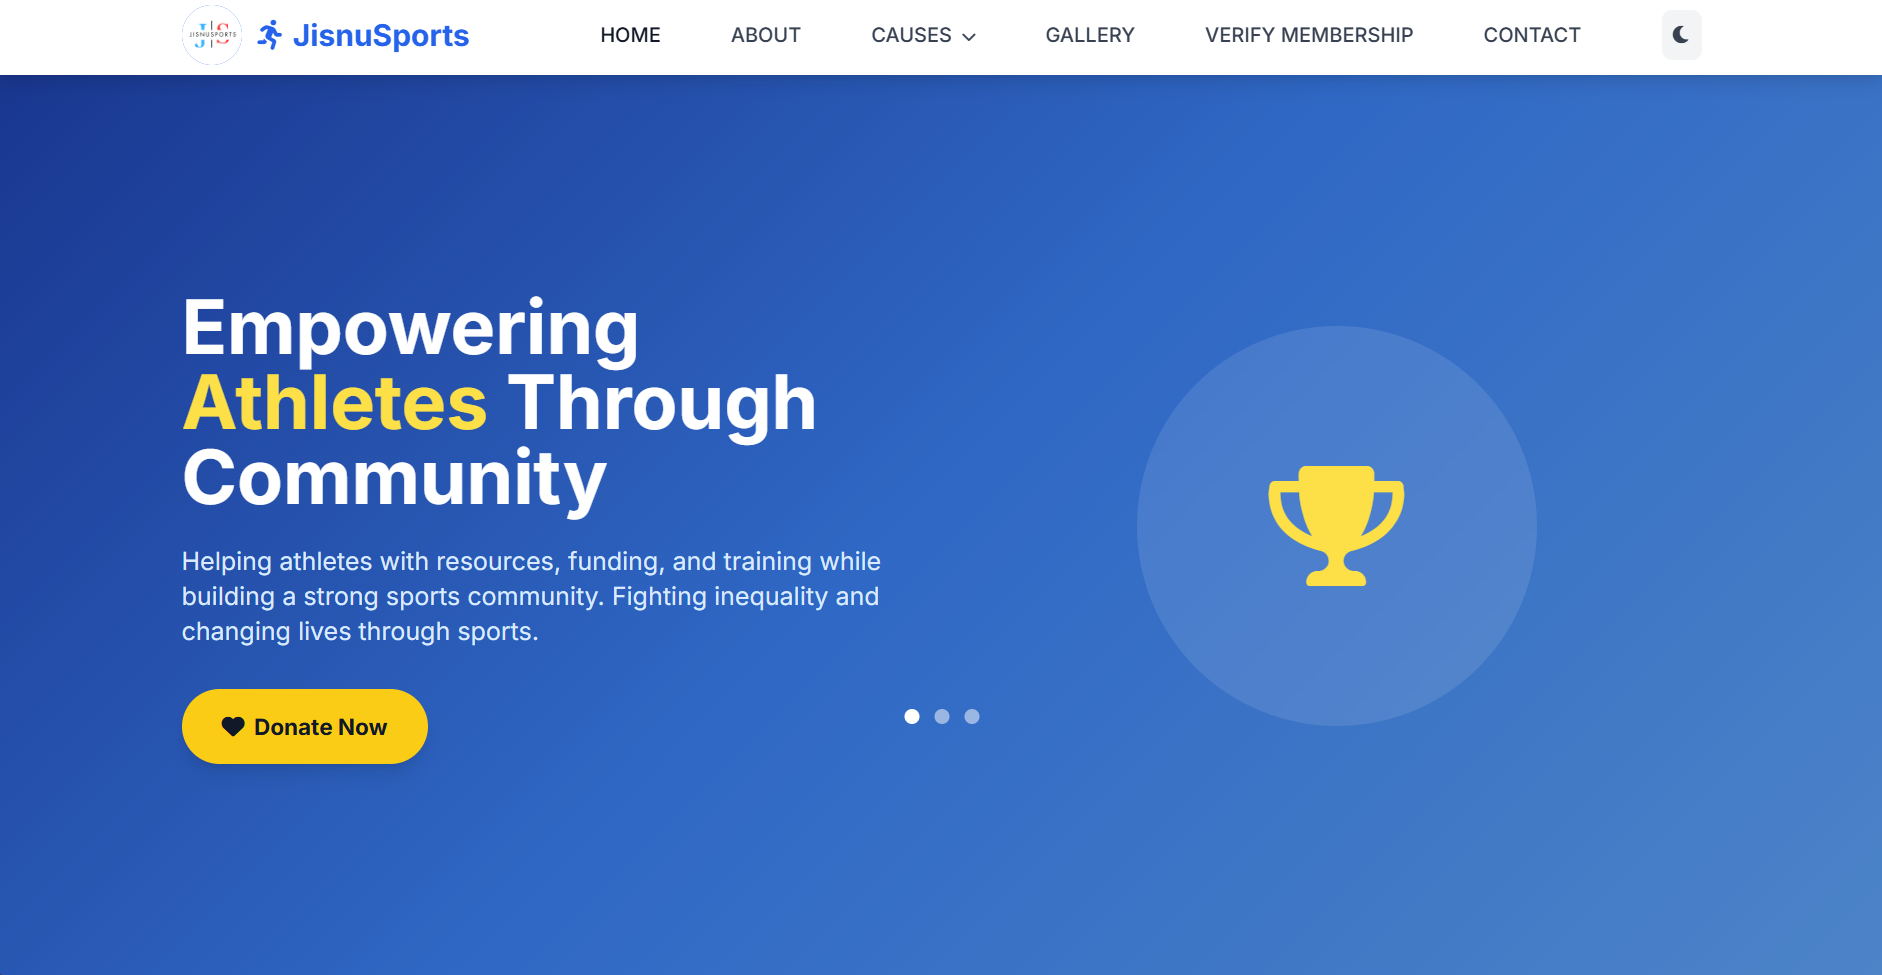 J|S
JISNUSPORTS
JisnuSports
HOME
ABOUT
CAUSES
GALLERY
VERIFY MEMBERSHIP
CONTACT
Empowering
Athletes Through
Community
Helping athletes with resources, funding, and training while
building a strong sports community. Fighting inequality and
changing lives through sports.
Donate Now